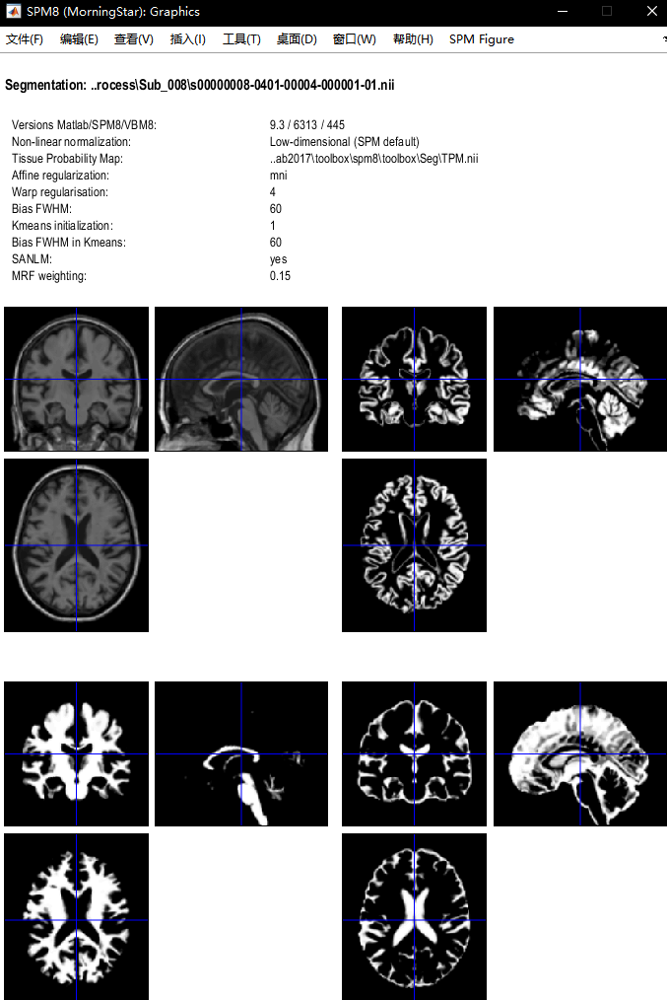 SPM8 (MorningStar): Graphics
文件(F) 编辑(E) 查看(V) 插入(I) 工具(T) 桌面(D) 窗口(W) 帮助(H) SPM Figure
Segmentation: ..rocess\Sub_008\s00000008-0401-00004-000001-01.nii
Versions Matlab/SPM8/VBM8: 9.3 / 6313 / 445
Non-linear normalization: Low-dimensional (SPM default)
Tissue Probability Map: ..ab2017\toolbox\spm8\toolbox\Seg\TPM.nii
Affine regularization: mni
Warp regularisation: 4
Bias FWHM: 60
Kmeans initialization: 1
Bias FWHM in Kmeans: 60
SANLM: yes
MRF weighting: 0.15